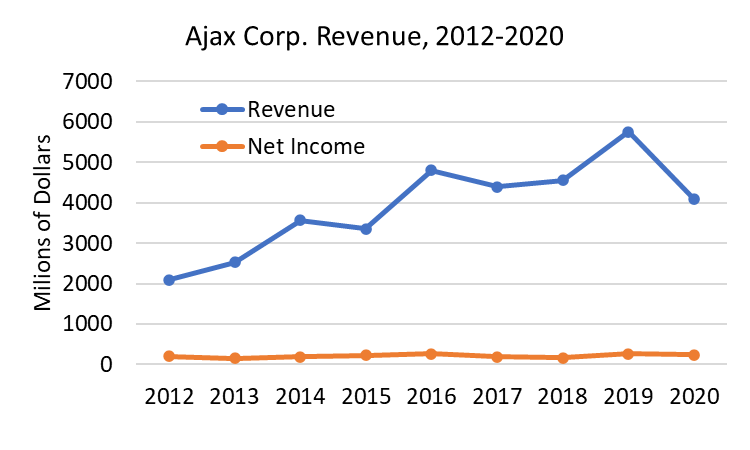 Ajax Corp. Revenue, 2012-2020
7000
6000
5000
4000
3000
2000
1000
0
Millions of Dollars
Revenue
Net Income
2012 2013 2014 2015 2016 2017 2018 2019 2020